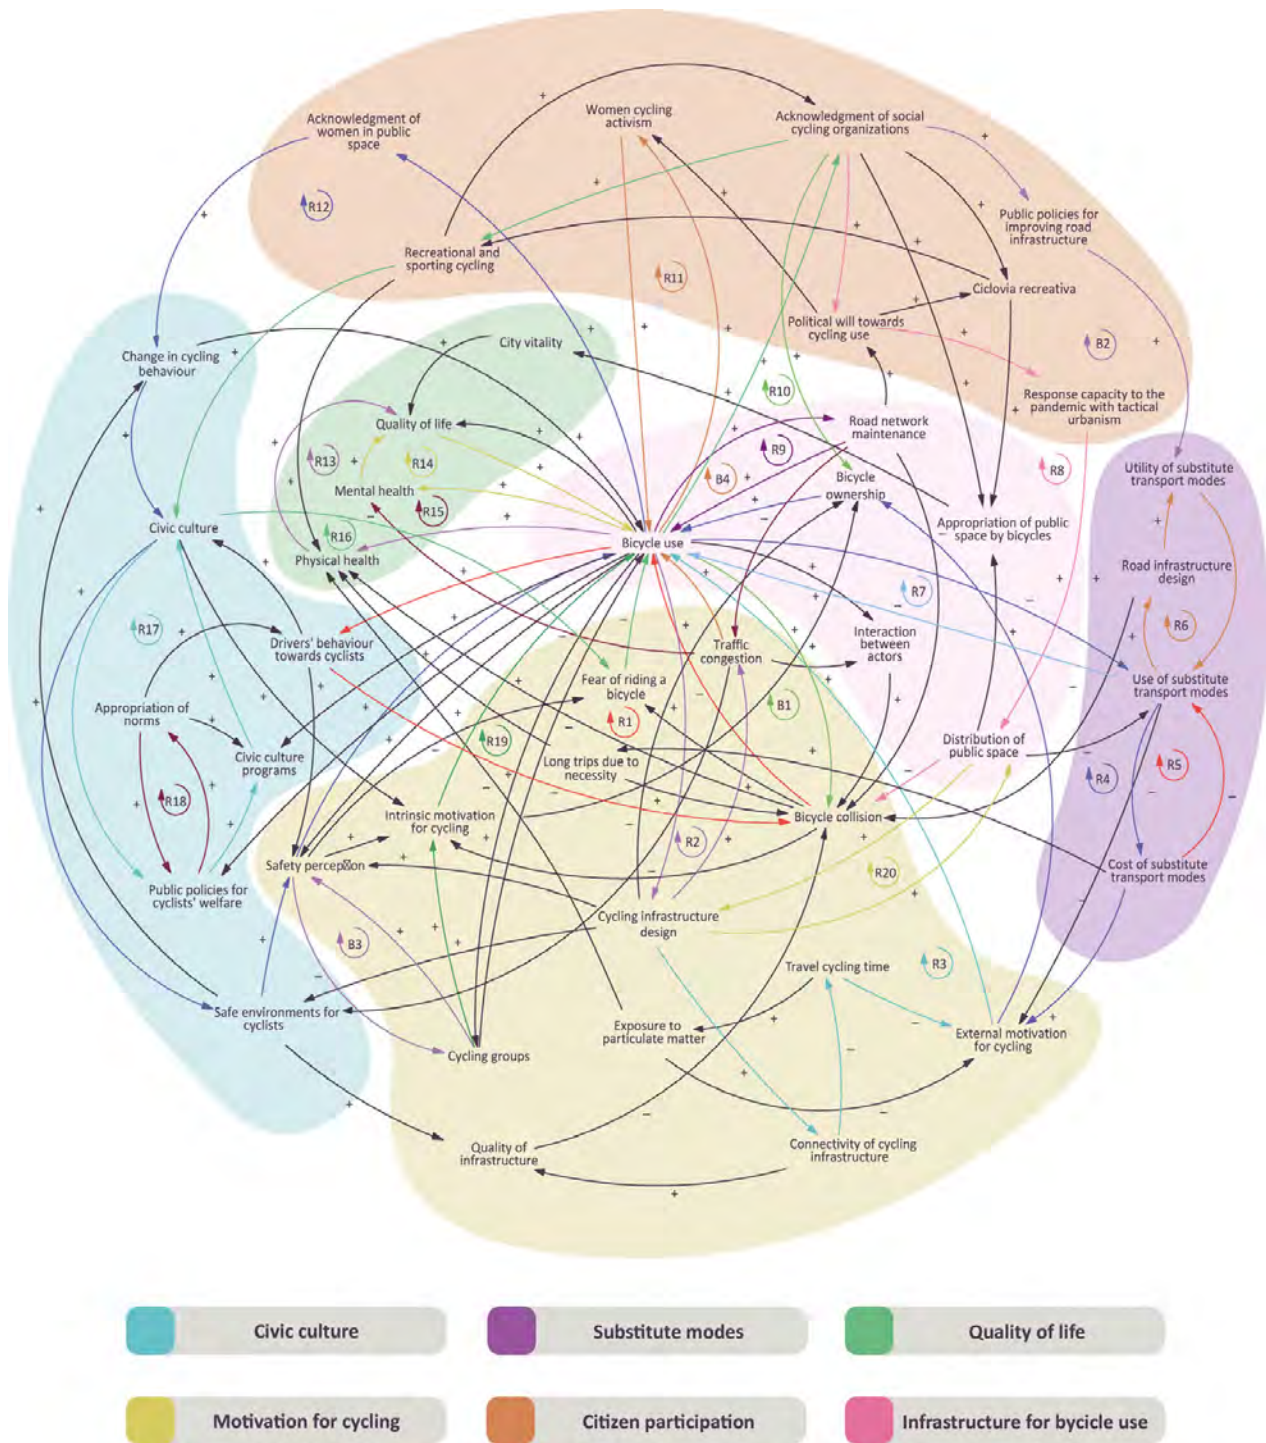 Women cycling
activism
Acknowledgment of social
cycling organizations
Acknowledgment of
women in public
space
R12
Public policies for
improving road
infrastructure
Recreational and
sporting cycling
R11
Ciclovia recreativa
Political will towards
cycling use
B2
City vitality
Change in cycling
behaviour
R10
Response capacity to the
pandemic with tactical
urbanism
Quality of life
Road network
maintenance
R9
R13
R14
R8
Utility of substitute
transport modes
B4
Bicycle
ownership
Mental health
R15
Civic culture
Appropriation of public
space by bicycles
R16
Bicycle use
Physical health
Road infrastructure
design
R7
R17
R6
Drivers' behaviour
towards cyclists
Traffic
congestion
Interaction
between
actors
Fear of riding a
bicycle
Use of substitute
transport modes
Appropriation of
norms
B1
R1
R19
Distribution of
public space
Civic culture
programs
Long trips due to
necessity
R4
R5
R18
Intrinsic motivation
for cycling
Bicycle collision
R2
Safety percep on
R20
Cost of substitute
transport modes
Public policies for
cyclists' welfare
Cycling infrastructure
design
B3
Travel cycling time
R3
Safe environments for
cyclists
Exposure to
particulate matter
External motivation
for cycling
Cycling groups
Quality of
infrastructure
Connectivity of cycling
infrastructure
Civic culture
Substitute modes
Quality of life
Motivation for cycling
Citizen participation
Infrastructure for bycicle use